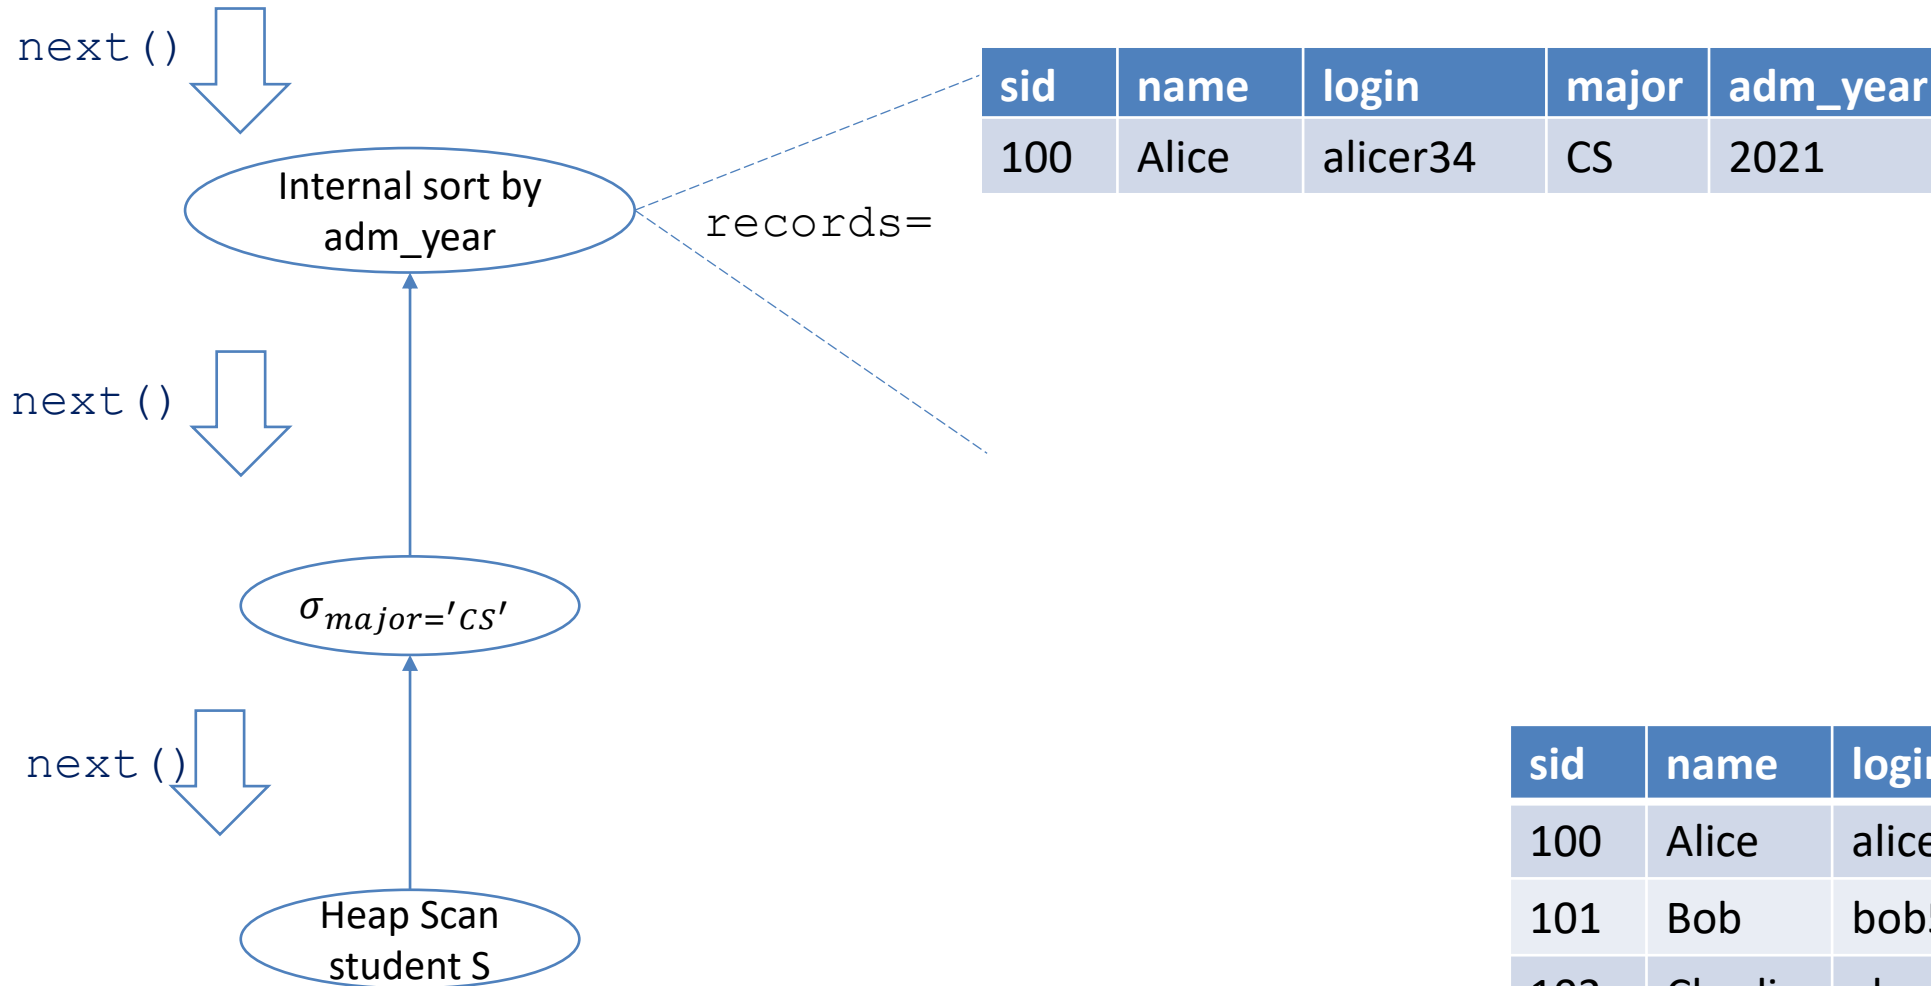 next()
sid name login major adm_year
100 Alice alicer34 CS 2021
Internal sort by
adm_year
records=
next()
σmajor='CS'
next()
sid name
100 Alice
101 Bob
Heap Scan
student S